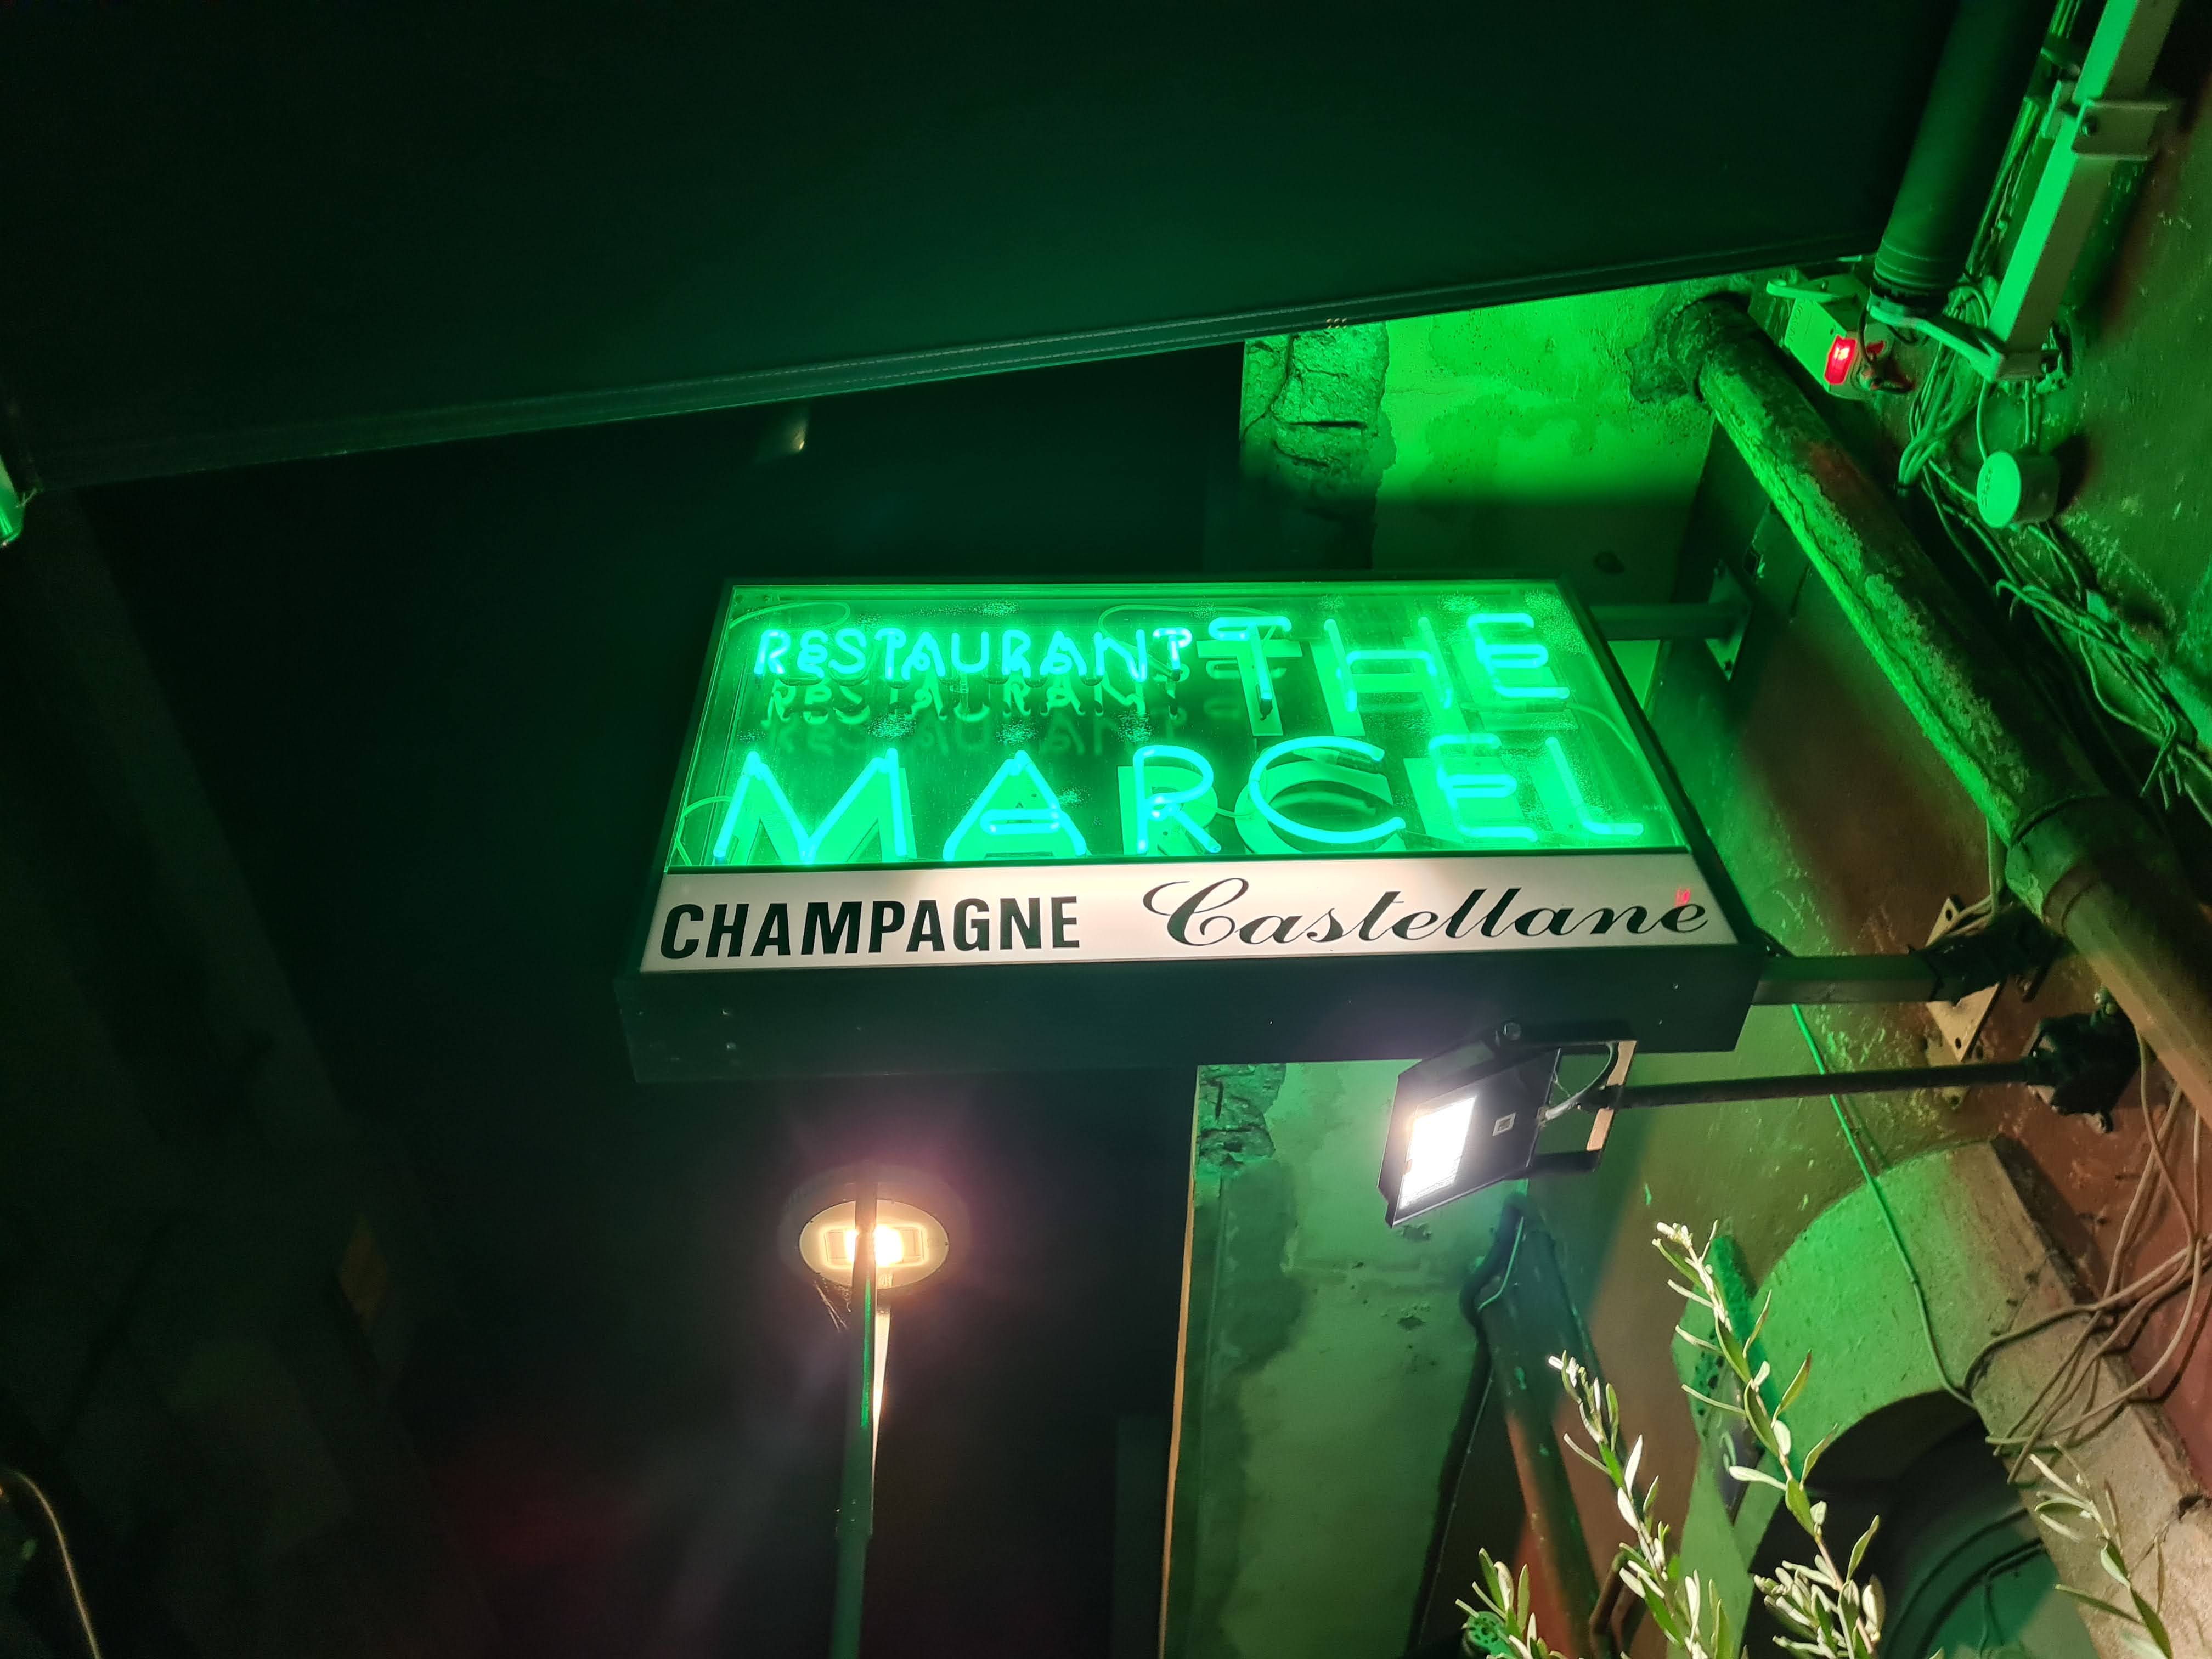 RESTAURANT THE
MARCEL
CHAMPAGNE Castellane